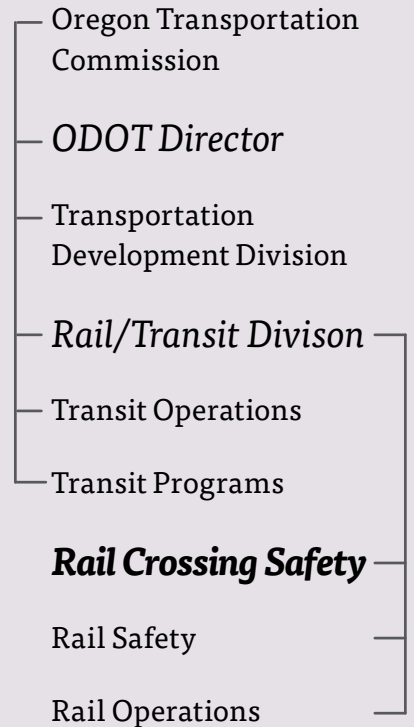 Oregon Transportation
Commission
ODOT Director
Transportation
Development Division
Rail/Transit Divison
Transit Operations
Transit Programs
Rail Crossing Safety
Rail Safety
Rail Operations